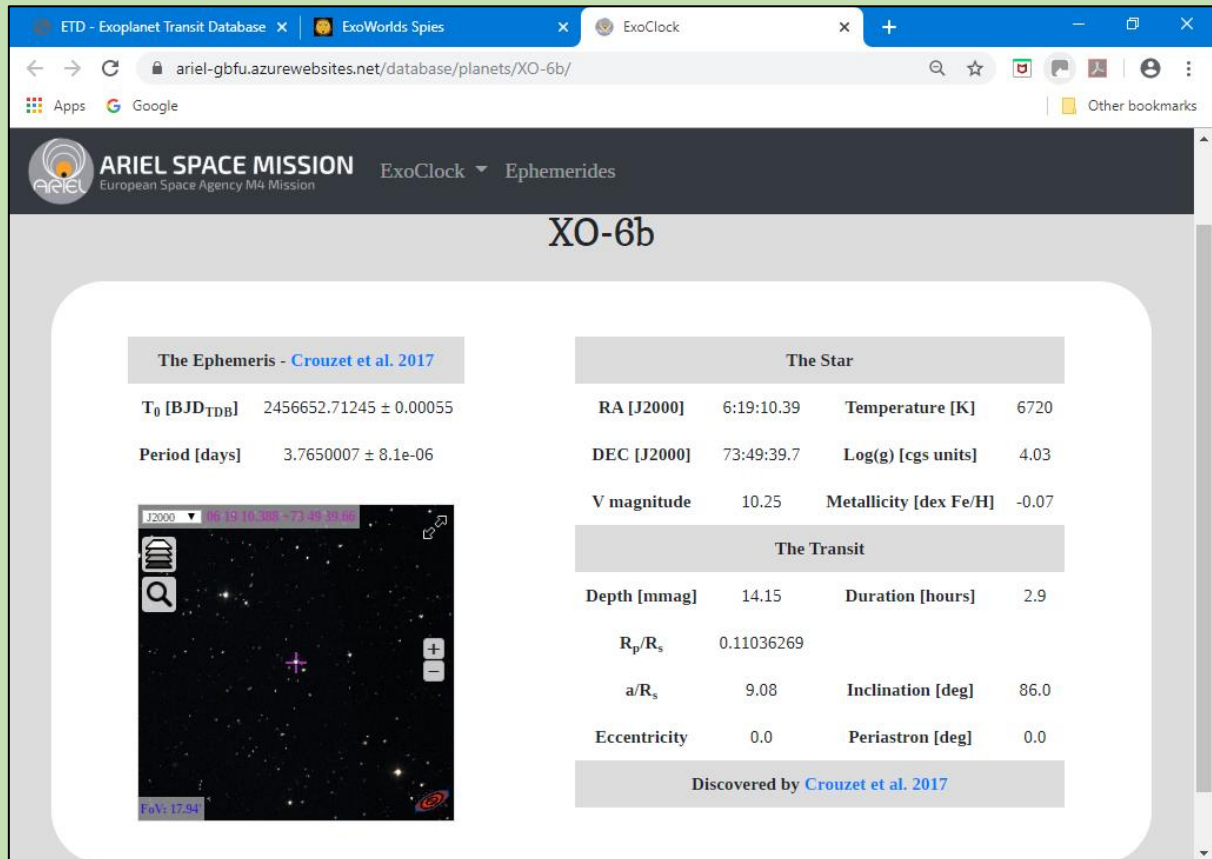 ETD - Exoplanet Transit Database
ExoWorlds Spies
ExoClock
ariel-gbfu.azurewebsites.net/database/planets/XO-6b/
Apps
Google
Other bookmarks
ARIEL
ARIEL SPACE MISSION
European Space Agency M4 Mission
ExoClock
Ephemerides
XO-6b
The Ephemeris - Crouzet et al. 2017
T₀ [BJD_TDB] 2456652.71245 ± 0.00055
Period [days] 3.7650007 ± 8.1e-06
J2000 06 19 10.388 +73 49 39.66
FoV: 17.94'
The Star
RA [J2000] 6:19:10.39 Temperature [K] 6720
DEC [J2000] 73:49:39.7 Log(g) [cgs units] 4.03
V magnitude 10.25 Metallicity [dex Fe/H] -0.07
The Transit
Depth [mmag] 14.15 Duration [hours] 2.9
Rp/Rs 0.11036269
a/Rs 9.08 Inclination [deg] 86.0
Eccentricity 0.0 Periastron [deg] 0.0
Discovered by Crouzet et al. 2017